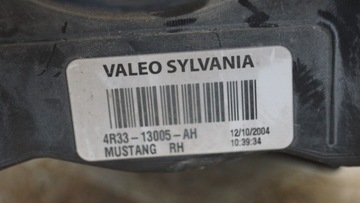 VALEO SYLVANIA
4R33-13005-AH 12/10/2004
MUSTANG RH 10:39:34